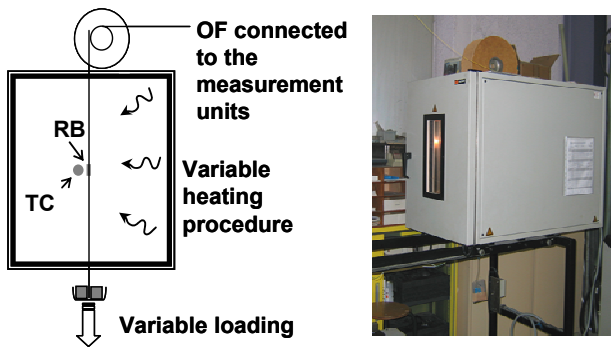 OF connected
to the
measurement
units
RB
TC
Variable
heating
procedure
Variable loading